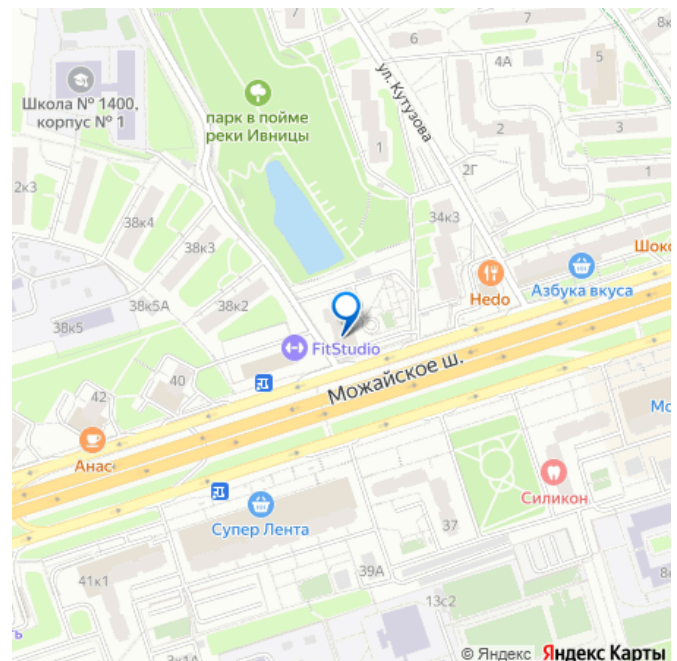 7
7
6
4А
5
ул. Кутузова
Школа № 1400,
корпус № 1
парк в пойме
реки Ивницы
2
3
1
2Г
1
2к3
38к4
34к3
38к3
Шоко
Hedo
Азбука вкуса
38к5А
38к2
38к5
FitStudio
Можайское ш.
40
42
Мо
Анас
Силикон
Супер Лента
37
39А
41к1
13с2
8к
3к1А
ть
© Яндекс Яндекс Карты